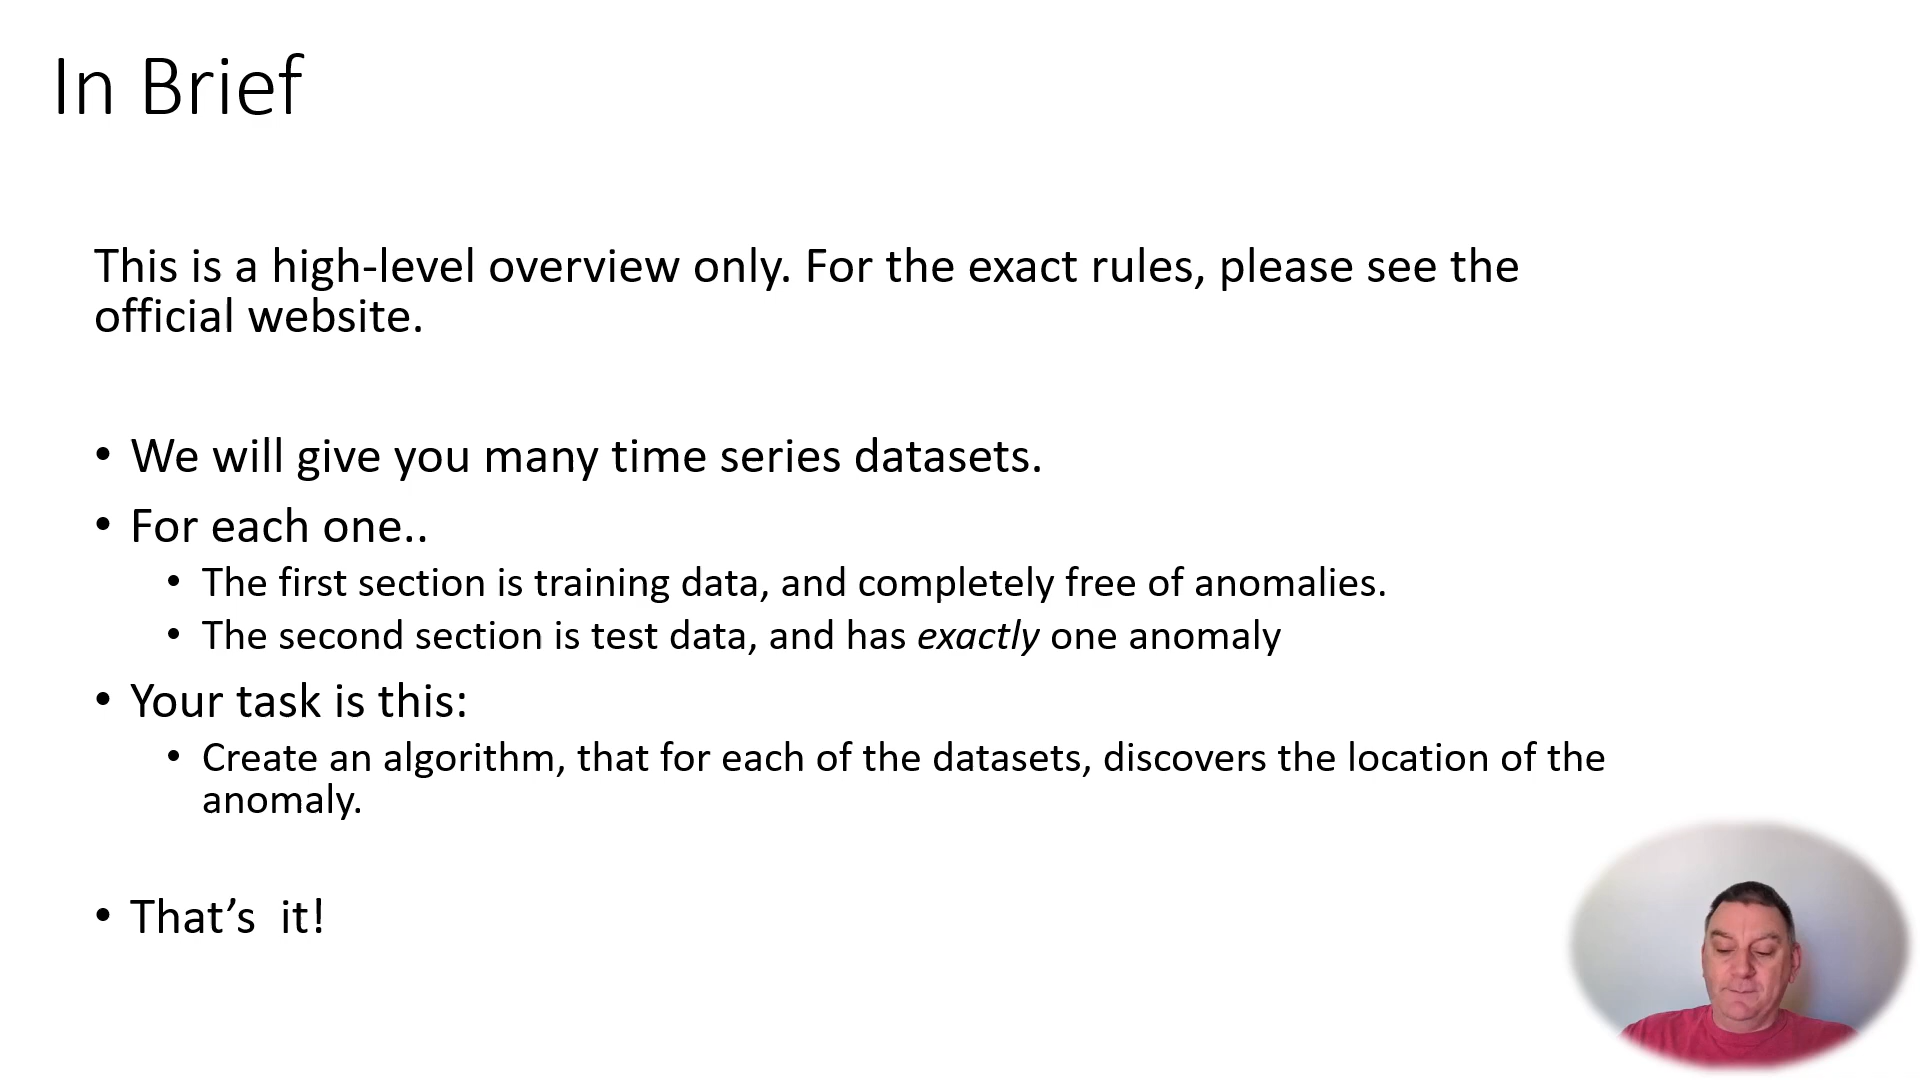 In Brief
This is a high-level overview only. For the exact rules, please see the
official website.
• We will give you many time series datasets.
• For each one..
• The first section is training data, and completely free of anomalies.
• The second section is test data, and has exactly one anomaly
• Your task is this:
• Create an algorithm, that for each of the datasets, discovers the location of the
anomaly.
• That’s  it!